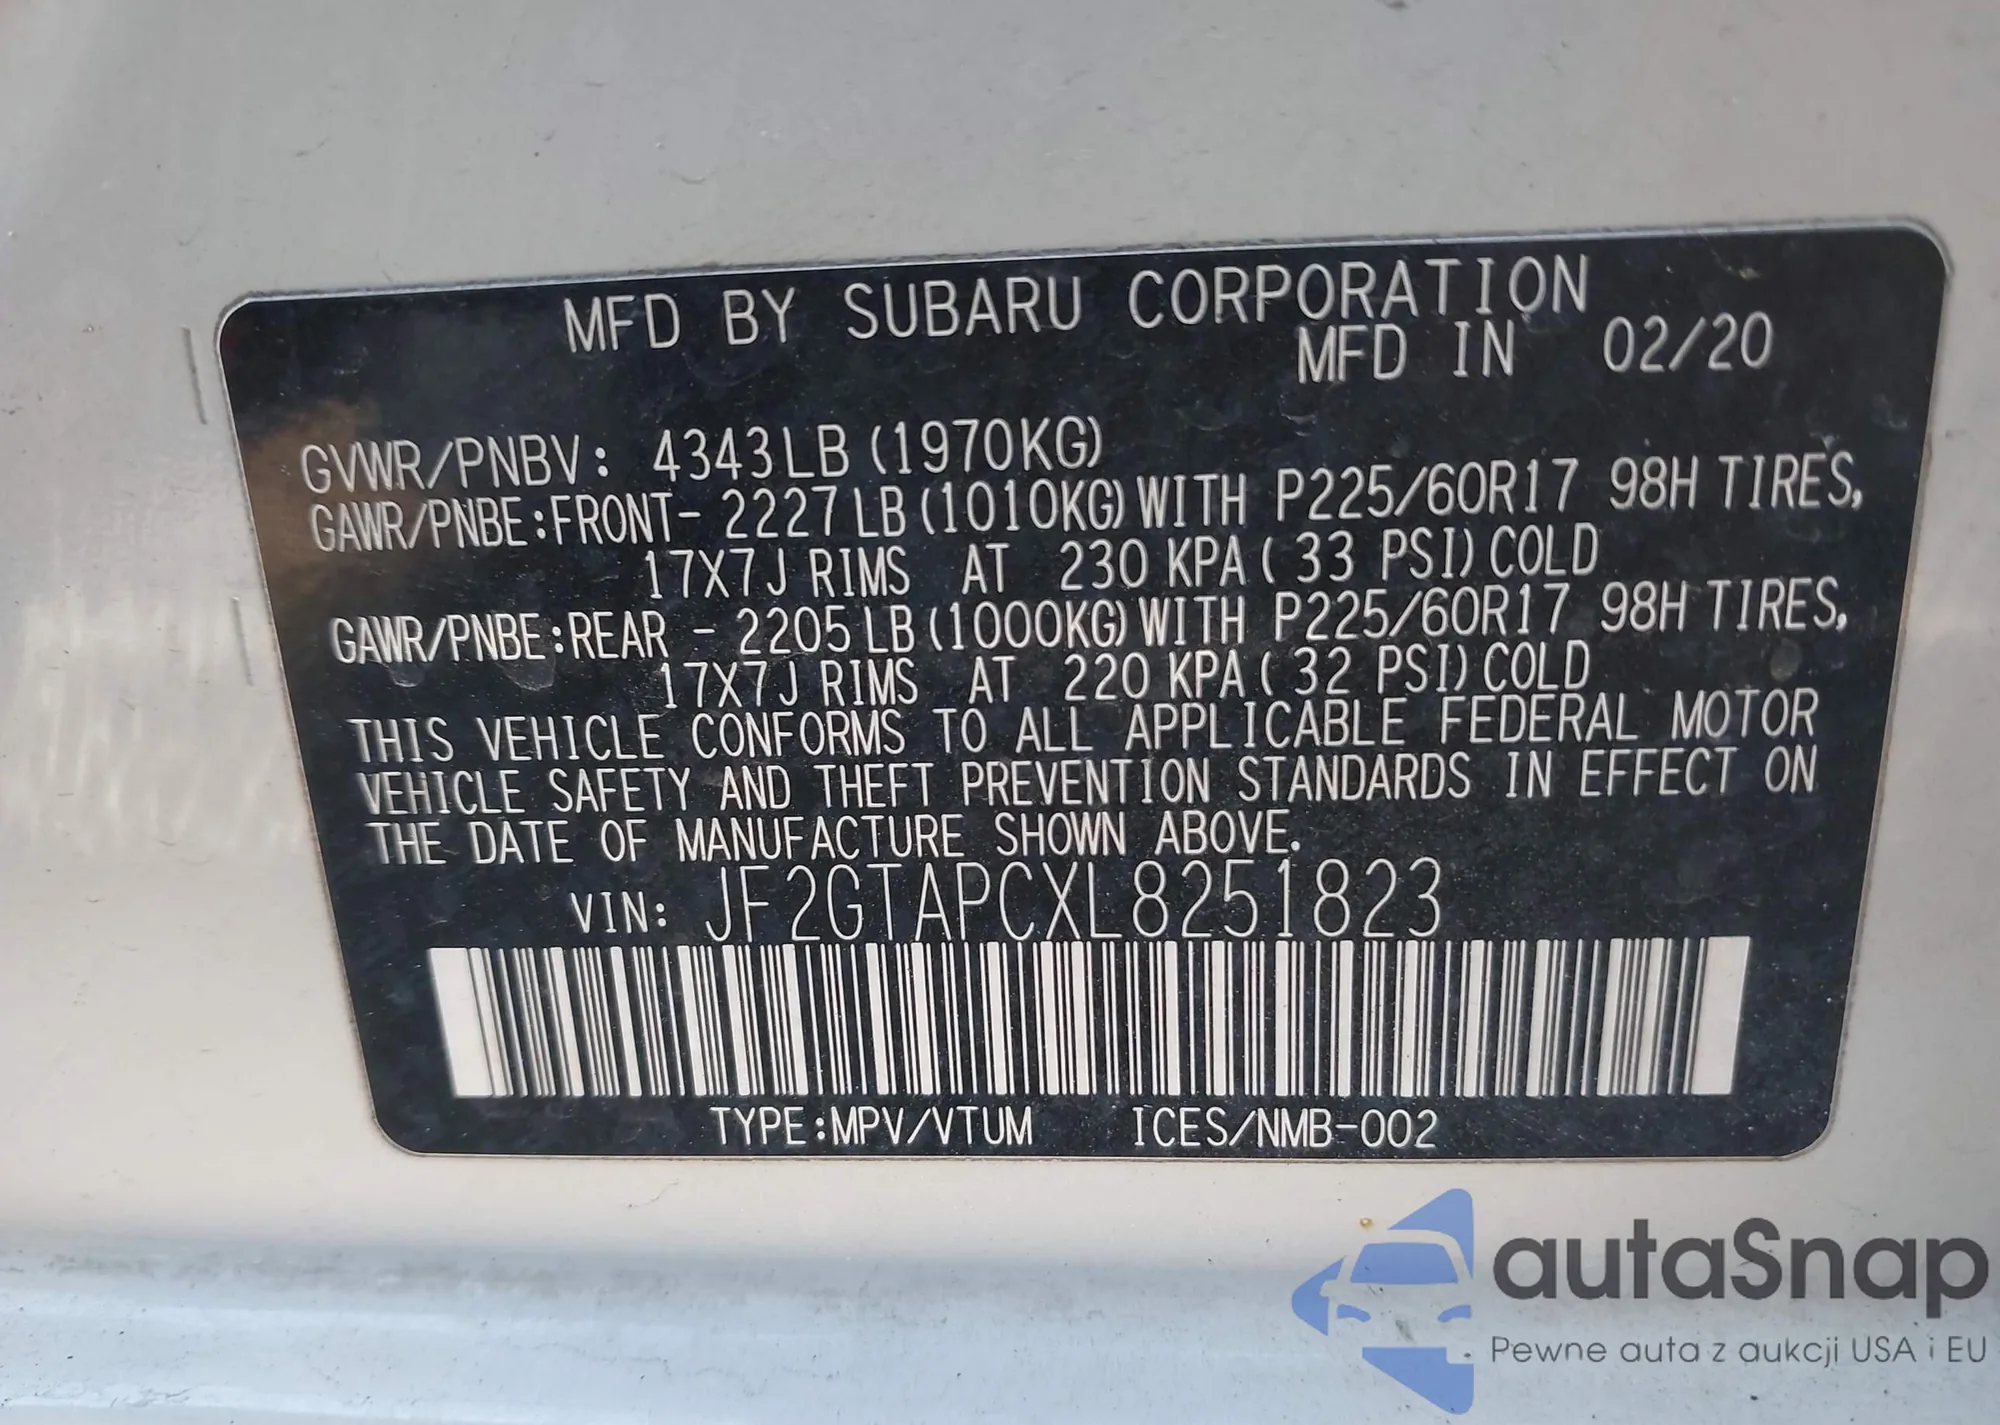 MFD BY SUBARU CORPORATION
MFD IN 02/20
GVWR/PNBV: 4343LB (1970KG)
GAWR/PNBE:FRONT- 2227LB (1010KG) WITH P225/60R17 98H TIRES,
17X7J RIMS AT 230 KPA ( 33 PSI) COLD
GAWR/PNBE:REAR - 2205LB (1000KG) WITH P225/60R17 98H TIRES,
17X7J RIMS AT 220 KPA ( 32 PSI) COLD
THIS VEHICLE CONFORMS TO ALL APPLICABLE FEDERAL MOTOR
VEHICLE SAFETY AND THEFT PREVENTION STANDARDS IN EFFECT ON
THE DATE OF MANUFACTURE SHOWN ABOVE.
VIN: JF2GTAPCXL8251823
TYPE:MPV/VTUM ICES/NMB-002
autaSnap
Pewne auta z aukcji USA i EU